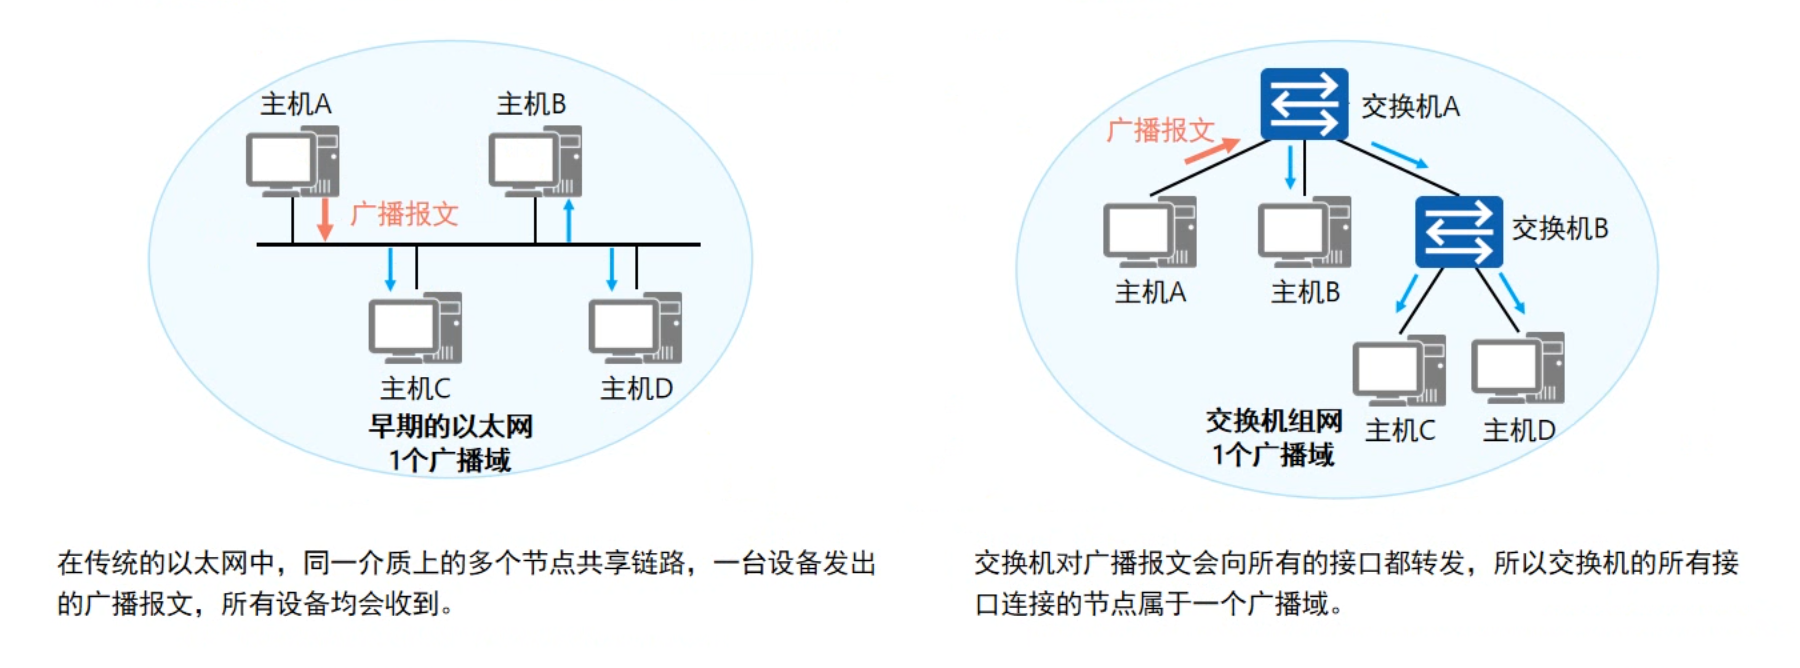 主机A
主机B
广播报文
主机C
主机D
早期的以太网
1个广播域
在传统的以太网中，同一介质上的多个节点共享链路，一台设备发出
的广播报文，所有设备均会收到。
交换机A
广播报文
交换机B
主机A
主机B
交换机组网
1个广播域
主机C
主机D
交换机对广播报文会向所有的接口都转发，所以交换机的所有接
口连接的节点属于一个广播域。